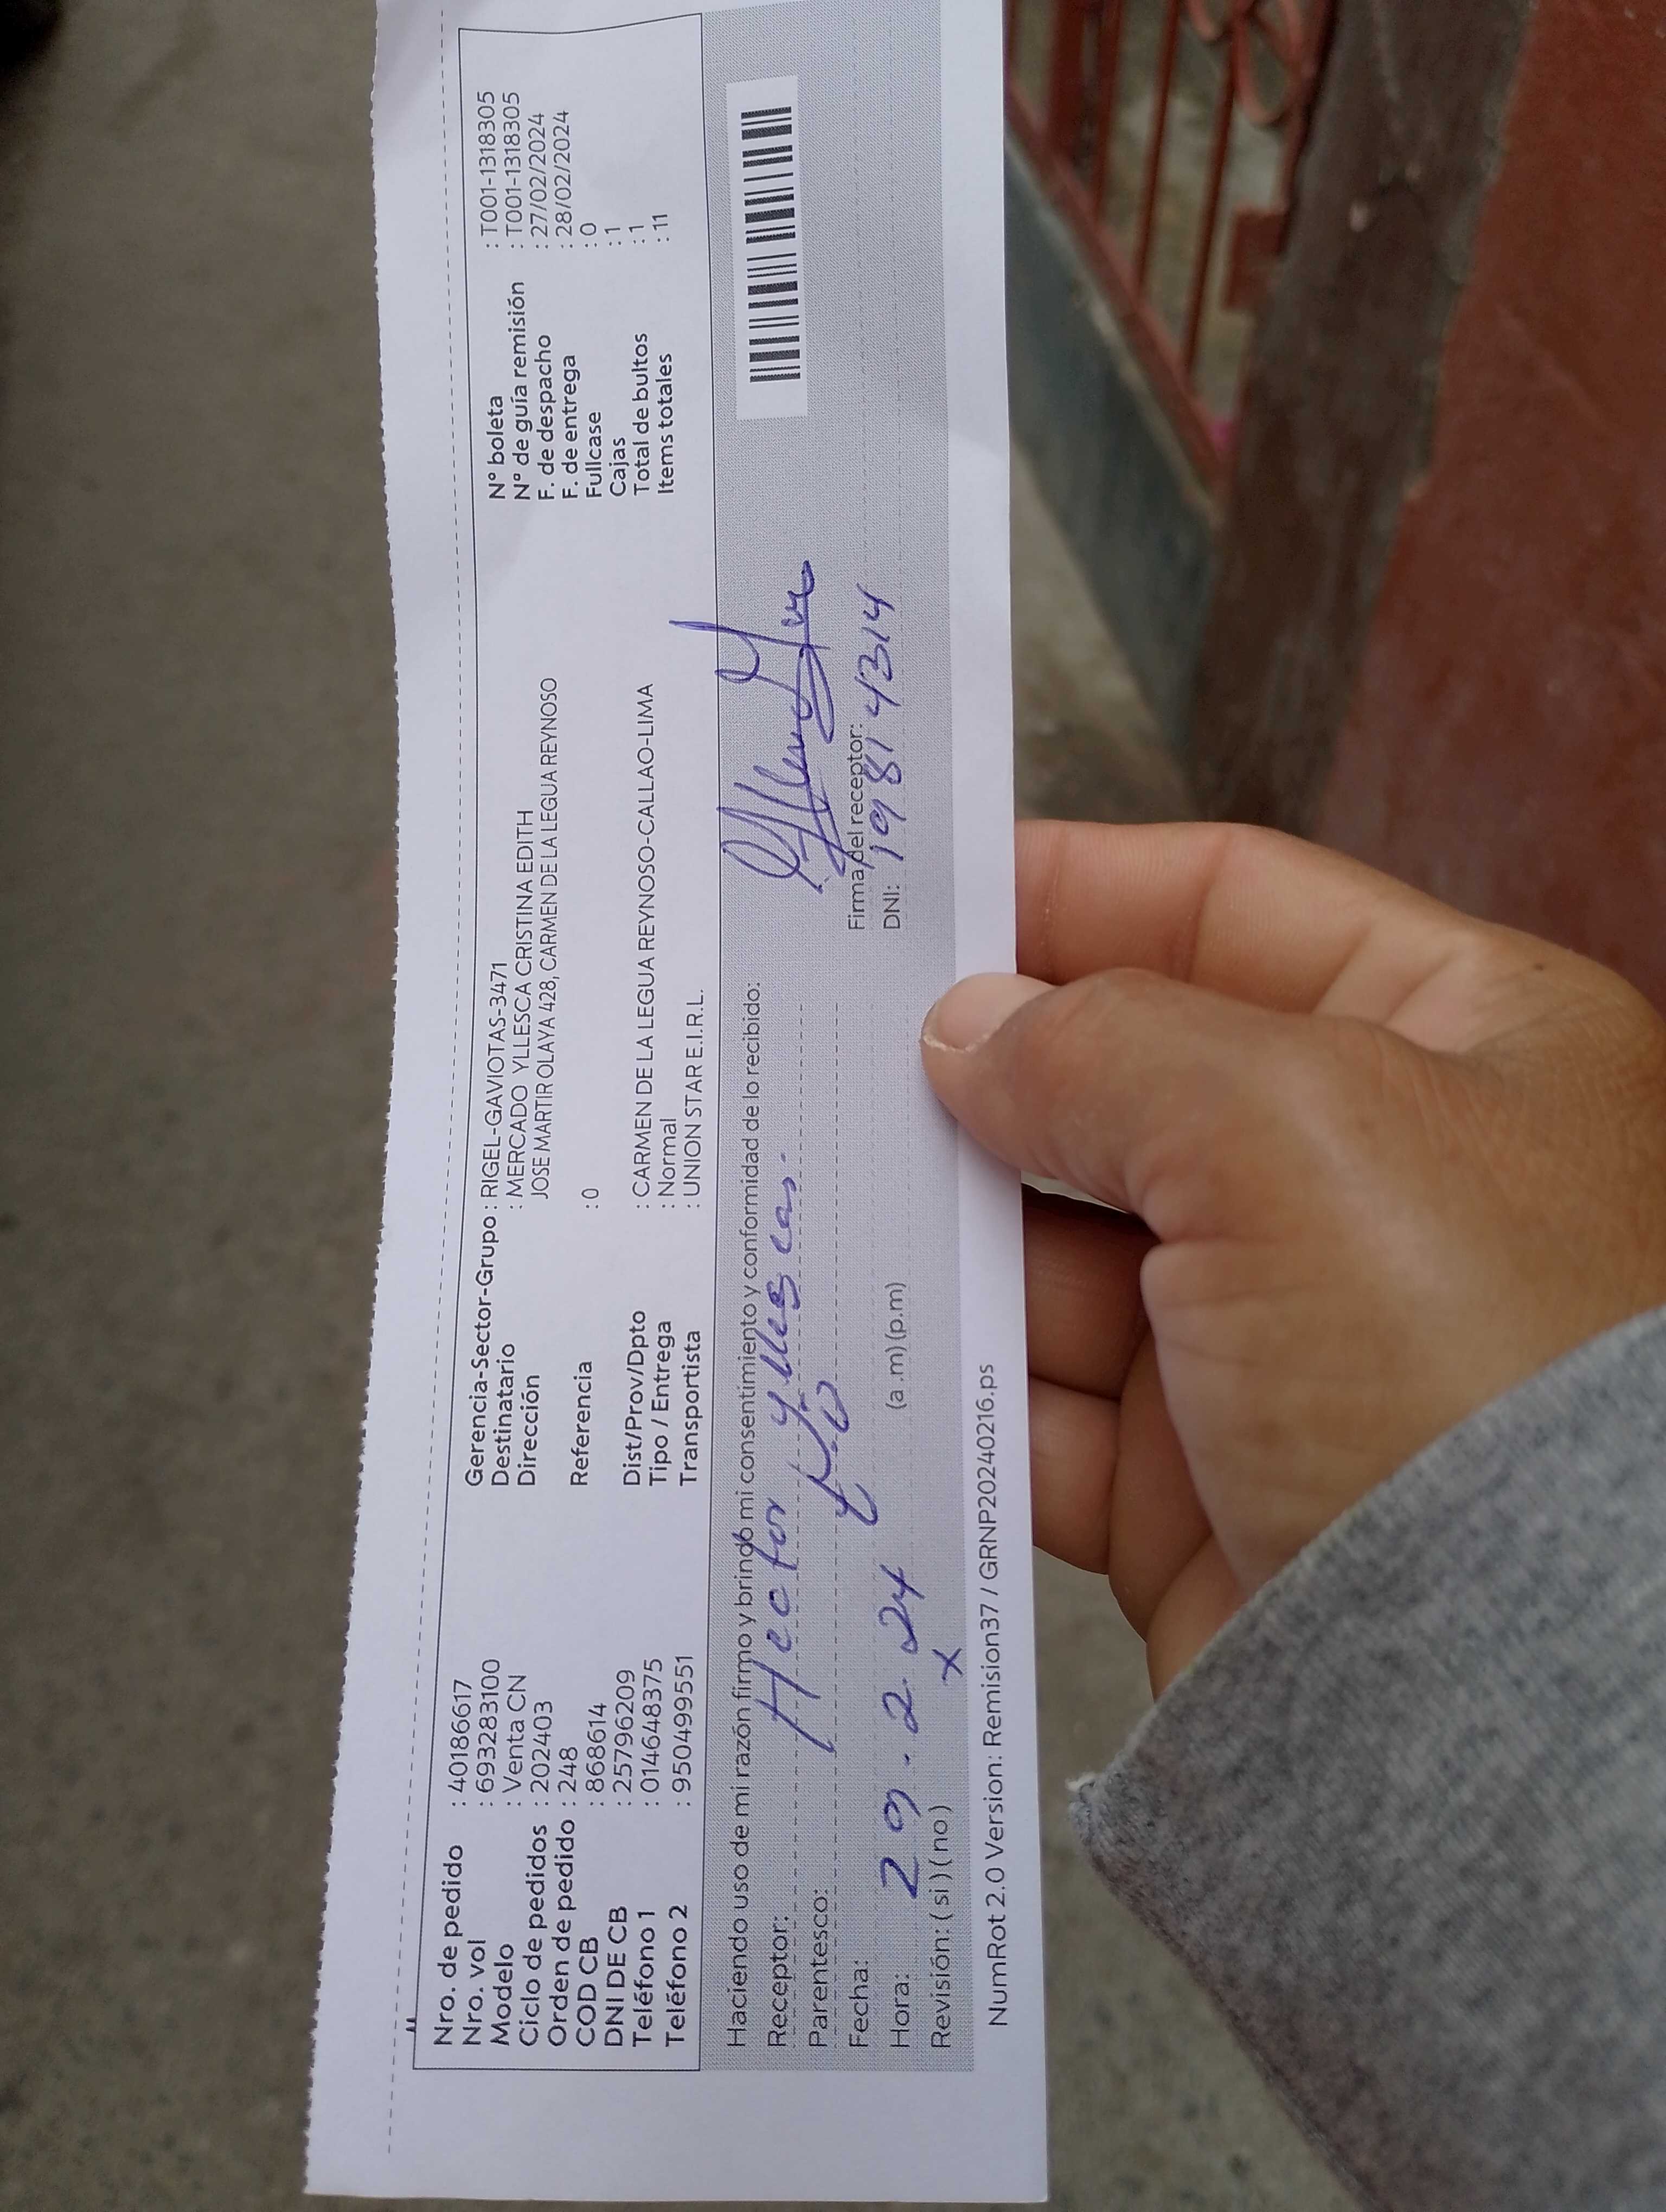 Nro. de pedido : 40186617
Nro. vol : 693283100
Modelo : Venta CN
Ciclo de pedidos : 202403
Orden de pedido : 248
COD CB : 868614
DNI DE CB : 25796209
Teléfono 1 : 014648375
Teléfono 2 : 950499551
Gerencia-Sector-Grupo : RIGEL-GAVIOTAS-3471
Destinatario : MERCADO YLLESCA CRISTINA EDITH
Dirección JOSE MARTIR OLAYA 428, CARMEN DE LA LEGUA REYNOSO
Referencia : 0
Dist/Prov/Dpto : CARMEN DE LA LEGUA REYNOSO-CALLAO-LIMA
Tipo / Entrega : Normal
Transportista : UNION STAR E.I.R.L.
N° boleta : T001-1318305
N° de guía remisión : T001-1318305
F. de despacho : 27/02/2024
F. de entrega : 28/02/2024
Fullcase : 0
Cajas : 1
Total de bultos : 1
Items totales : 11
Haciendo uso de mi razón firmo y brindó mi consentimiento y conformidad de lo recibido:
Receptor: Hector Yllescas.
Parentesco:
Fecha: 29.2.24
Hora: (a .m) (p.m)
Revisión: ( si ) ( no ) X
Firma del receptor:
DNI: 19814314
NumRot 2.0 Version: Remision37 / GRNP20240216.ps